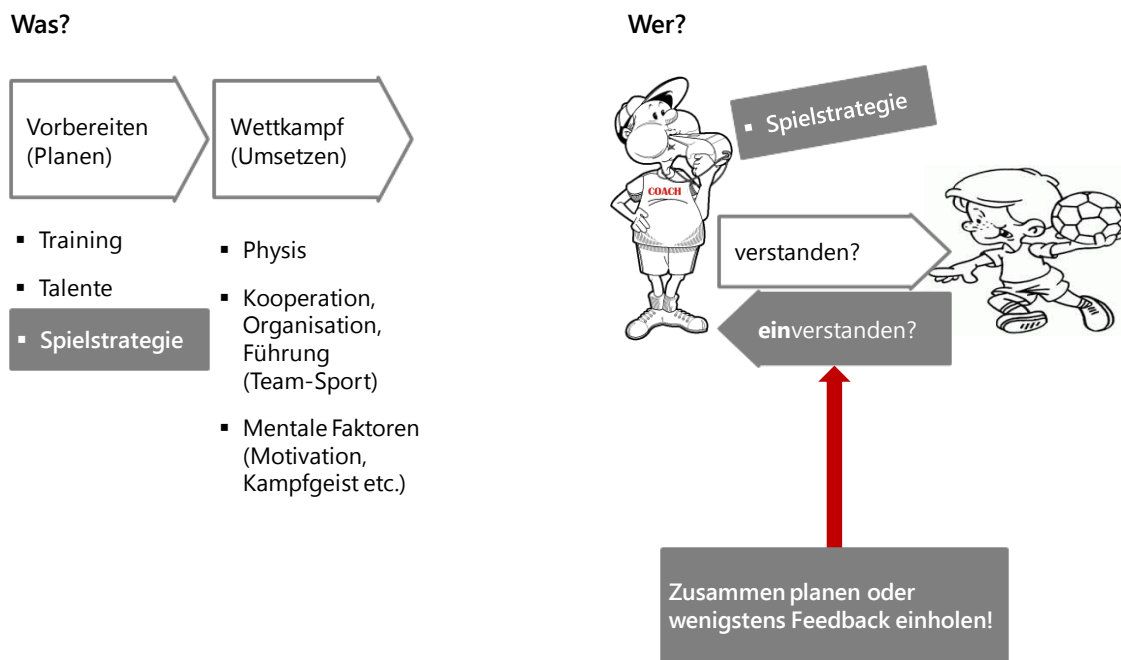 Was?
Vorbereiten
(Planen)
Wettkampf
(Umsetzen)
▪ Training
▪ Talente
▪ Spielstrategie
▪ Physis
▪ Kooperation,
Organisation,
Führung
(Team-Sport)
▪ Mentale Faktoren
(Motivation,
Kampfgeist etc.)
Wer?
▪ Spielstrategie
COACH
verstanden?
einverstanden?
Zusammen planen oder
wenigstens Feedback einholen!